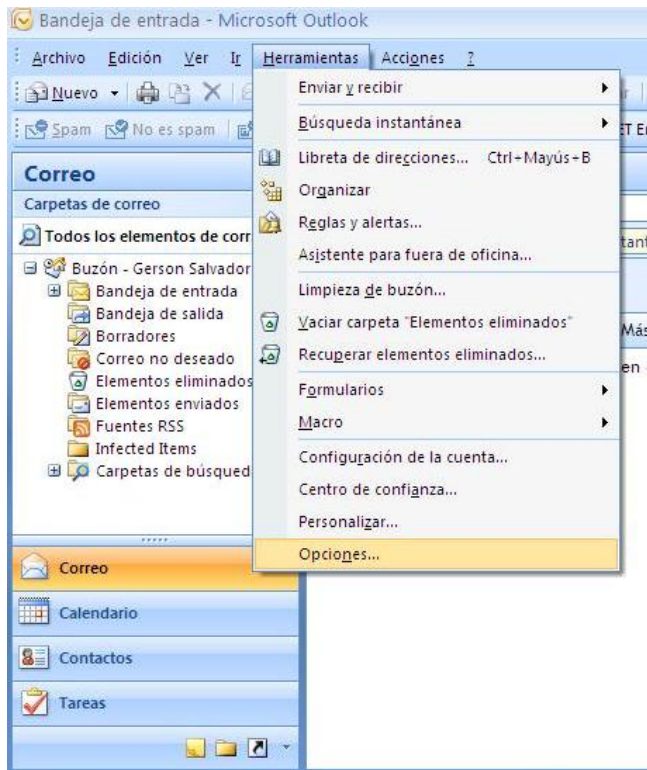 Bandeja de entrada - Microsoft Outlook
Archivo Edición Ver Ir Herramientas Acciones ?
Nuevo
Spam No es spam
Correo
Carpetas de correo
Todos los elementos de corr
Buzón - Gerson Salvador
Bandeja de entrada
Bandeja de salida
Borradores
Correo no deseado
Elementos eliminados
Elementos enviados
Fuentes RSS
Infected Items
Carpetas de búsqued
Correo
Calendario
Contactos
Tareas
Enviar y recibir
Búsqueda instantánea
Libreta de direcciones... Ctrl+Mayús+B
Organizar
Reglas y alertas...
Asistente para fuera de oficina...
Limpieza de buzón...
Vaciar carpeta "Elementos eliminados"
Recuperar elementos eliminados...
Formularios
Macro
Configuración de la cuenta...
Centro de confianza...
Personalizar...
Opciones...
Más
en